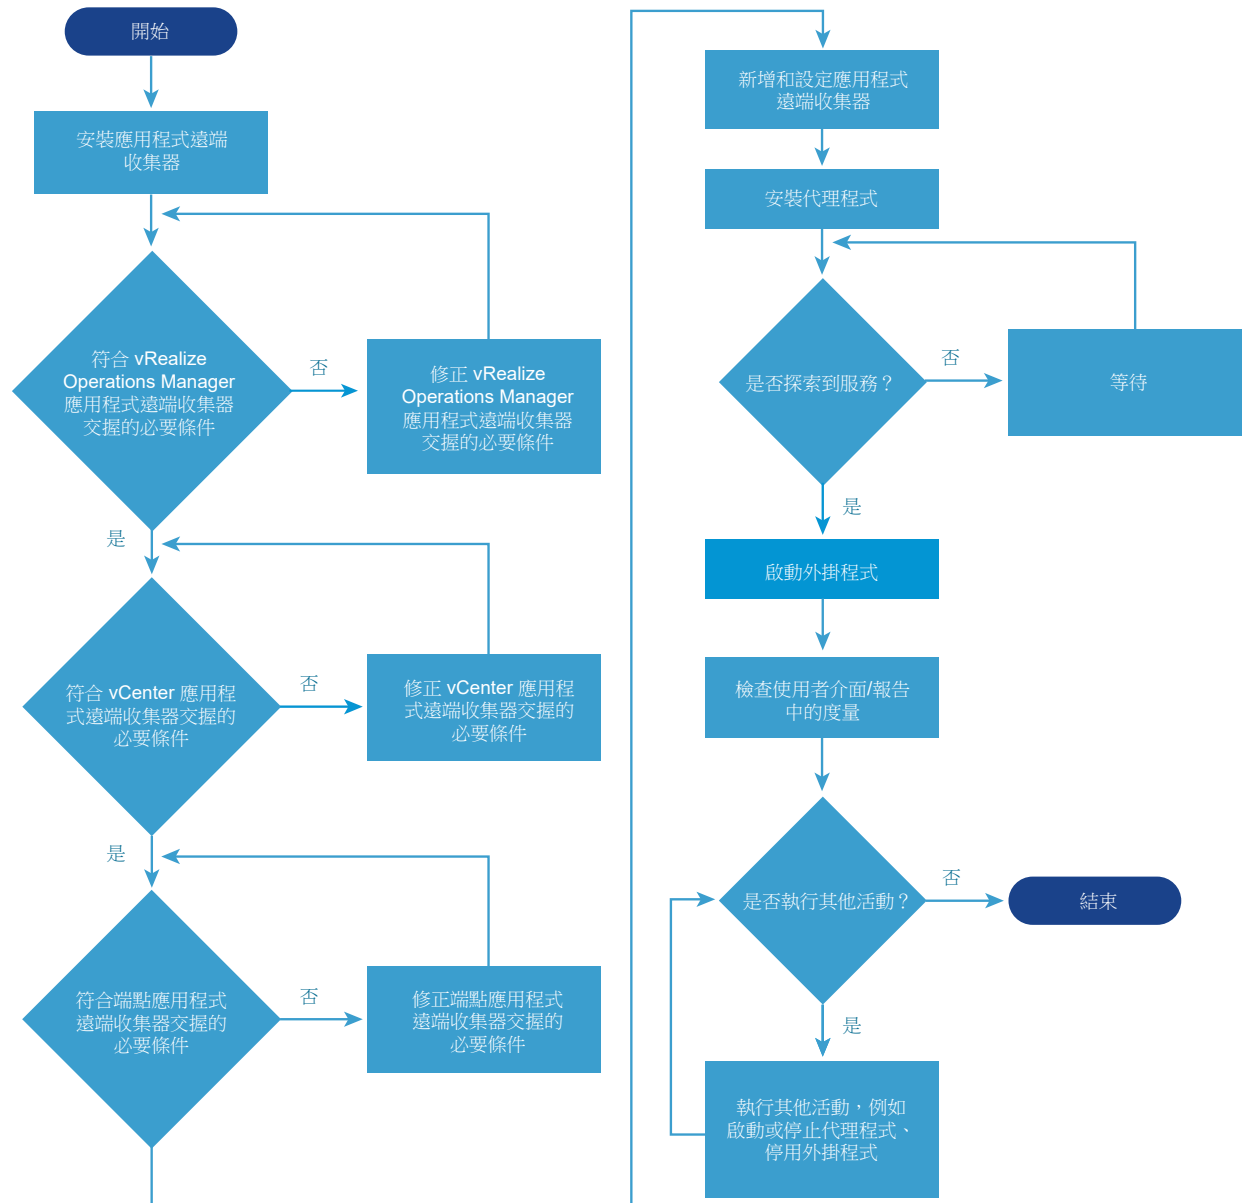 開始
安裝應用程式遠端
收集器
符合 vRealize
Operations Manager
應用程式遠端收集器
交握的必要條件
否
修正 vRealize
Operations Manager
應用程式遠端收集器
交握的必要條件
是
符合 vCenter 應用程
式遠端收集器交握的
必要條件
否
修正 vCenter 應用程
式遠端收集器交握的
必要條件
是
符合端點應用程式
遠端收集器交握的
必要條件
否
修正端點應用程式
遠端收集器交握的
必要條件
新增和設定應用程式
遠端收集器
安裝代理程式
是否探索到服務？
否
等待
是
啟動外掛程式
檢查使用者介面/報告
中的度量
是否執行其他活動？
否
結束
是
執行其他活動，例如
啟動或停止代理程式、
停用外掛程式